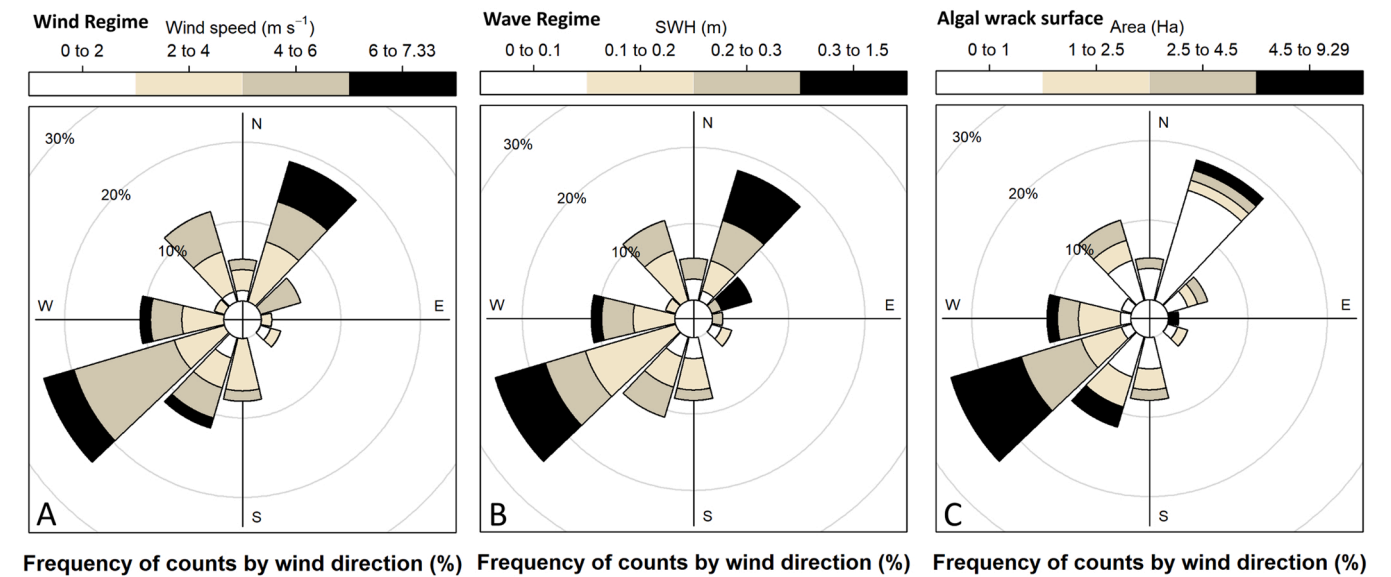 Wind Regime Wind speed (m s⁻¹)
0 to 2 2 to 4 4 to 6 6 to 7.33
N
30%
20%
10%
W E
S
A
Frequency of counts by wind direction (%)
Wave Regime SWH (m)
0 to 0.1 0.1 to 0.2 0.2 to 0.3 0.3 to 1.5
N
30%
20%
10%
W E
S
B
Frequency of counts by wind direction (%)
Algal wrack surface Area (Ha)
0 to 1 1 to 2.5 2.5 to 4.5 4.5 to 9.29
N
30%
20%
10%
W E
S
C
Frequency of counts by wind direction (%)